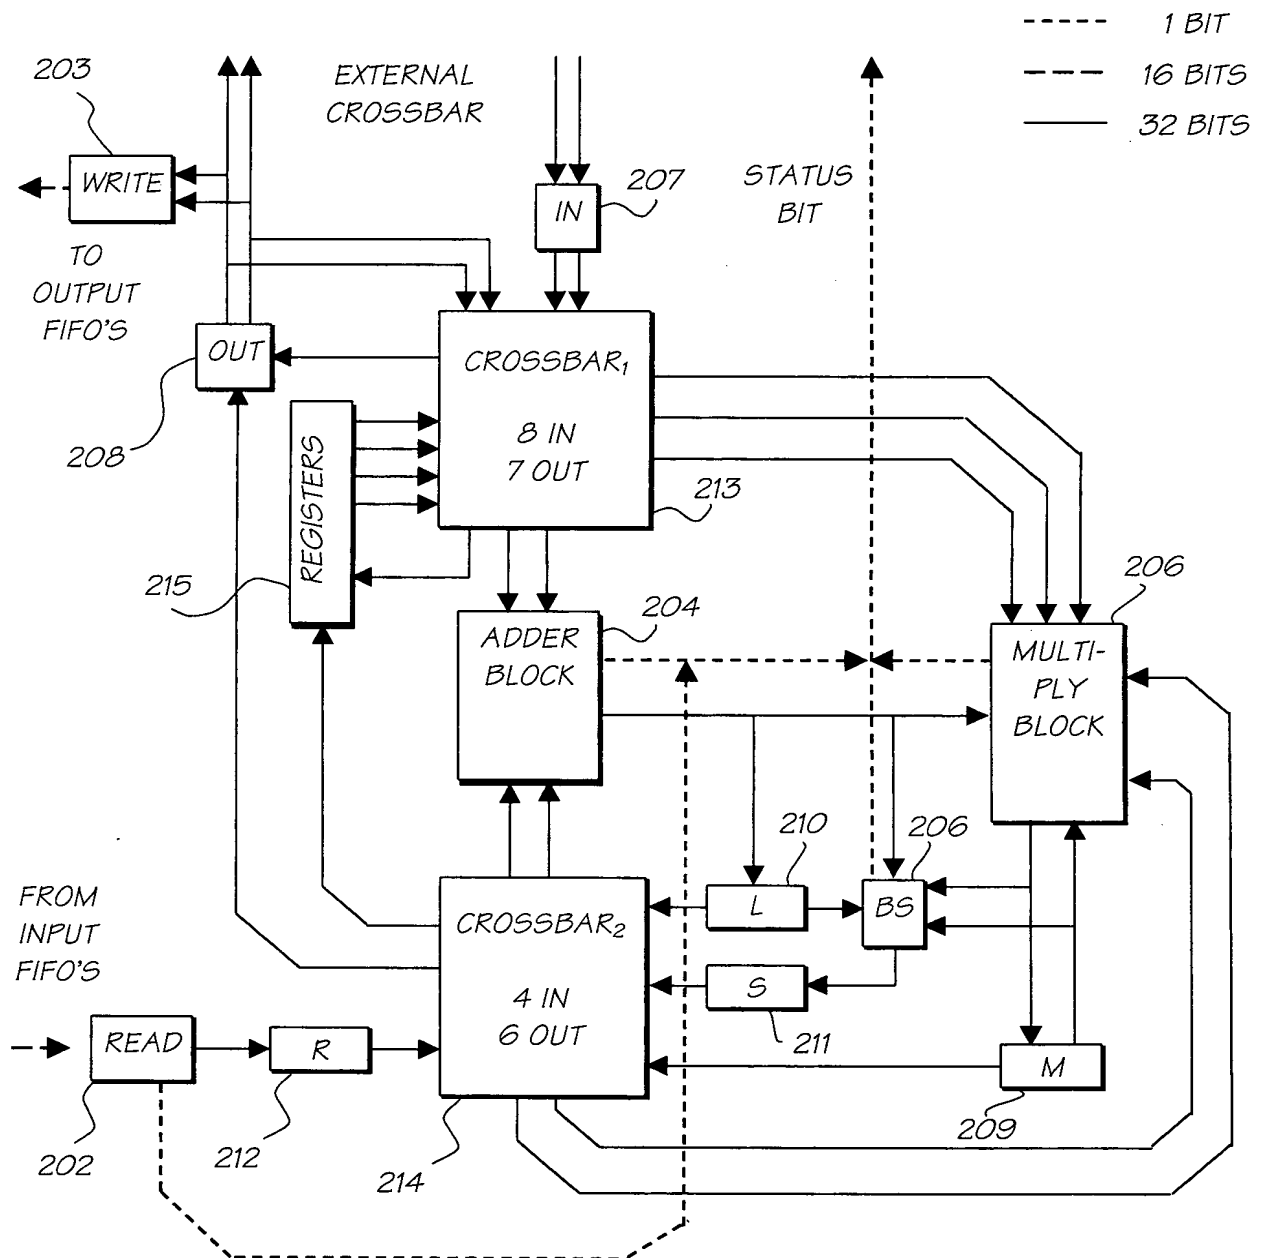 1 BIT
16 BITS
32 BITS
203
EXTERNAL
CROSSBAR
WRITE
207
IN
STATUS
BIT
TO
OUTPUT
FIFO'S
OUT
CROSSBAR₁
8 IN
7 OUT
208
REGISTERS
213
215
204
206
ADDER
BLOCK
MULTI-
PLY
BLOCK
210
206
L
BS
FROM
INPUT
FIFO'S
CROSSBAR₂
4 IN
6 OUT
S
211
READ
R
M
209
202
212
214